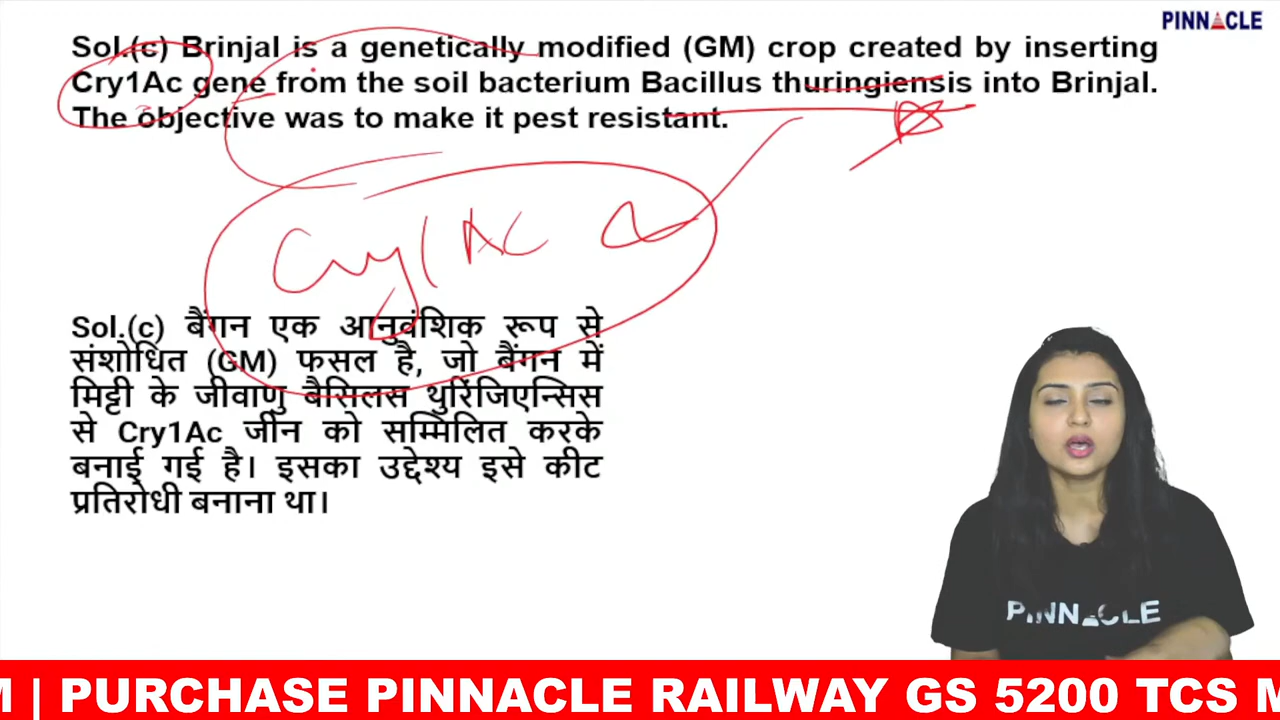 PINNACLE
Sol.(c) Brinjal is a genetically modified (GM) crop created by inserting
Cry1Ac gene from the soil bacterium Bacillus thuringiensis into Brinjal.
The objective was to make it pest resistant.
Cry1Ac
Sol.(c) बैंगन एक आनुवंशिक रूप से
संशोधित (GM) फसल है, जो बैंगन में
मिट्टी के जीवाणु बैसिलस थुरिंजिएन्सिस
से Cry1Ac जीन को सम्मिलित करके
बनाई गई है। इसका उद्देश्य इसे कीट
प्रतिरोधी बनाना था।
PINNACLE
M | PURCHASE PINNACLE RAILWAY GS 5200 TCS M